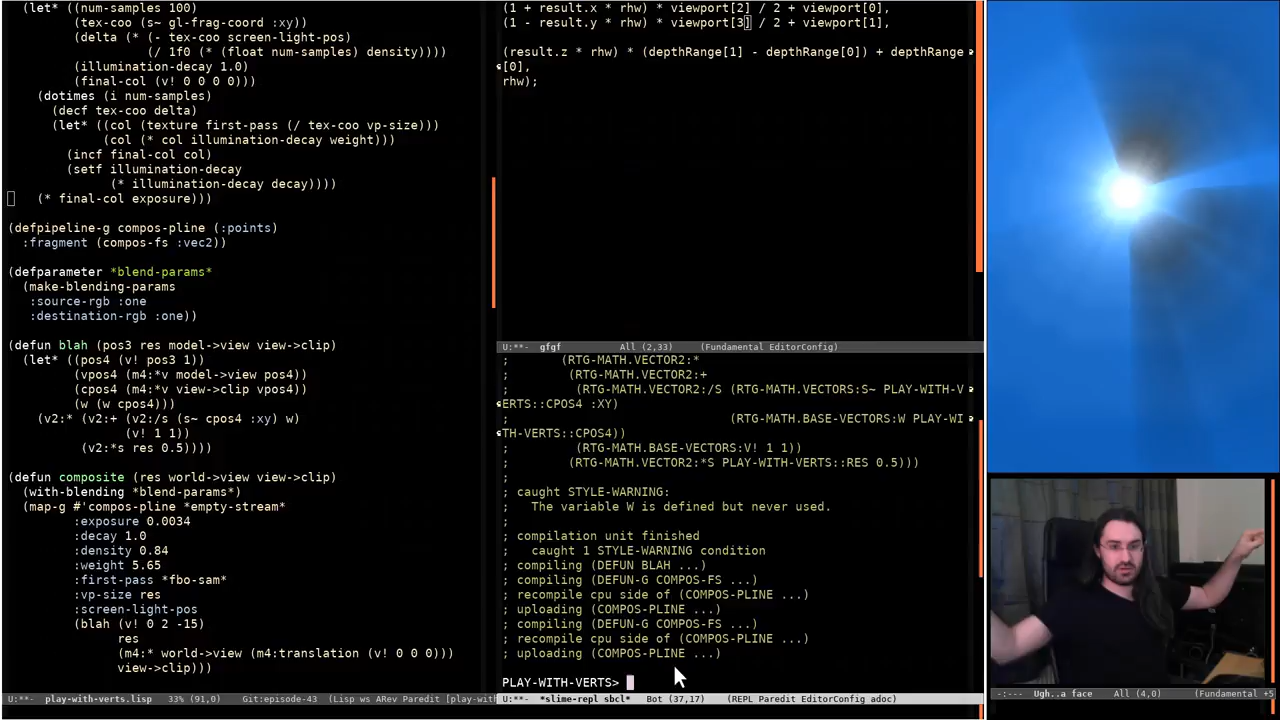 (let* ((num-samples 100)
(tex-coo (s~ gl-frag-coord :xy))
(delta (* (- tex-coo screen-light-pos)
(/ 1f0 (* (float num-samples) density))))
(illumination-decay 1.0)
(final-col (v! 0 0 0 0)))
(dotimes (i num-samples)
(decf tex-coo delta)
(let* ((col (texture first-pass (/ tex-coo vp-size)))
(col (* col illumination-decay weight)))
(incf final-col col)
(setf illumination-decay
(* illumination-decay decay))))
(* final-col exposure)))
(defpipeline-g compos-pline (:points)
:fragment (compos-fs :vec2))
(defparameter *blend-params*
(make-blending-params
:source-rgb :one
:destination-rgb :one))
(defun blah (pos3 res model->view view->clip)
(let* ((pos4 (v! pos3 1))
(vpos4 (m4:*v model->view pos4))
(cpos4 (m4:*v view->clip vpos4))
(w (w cpos4)))
(v2:* (v2:+ (v2:/s (s~ cpos4 :xy) w)
(v! 1 1))
(v2:*s res 0.5))))
(defun composite (res world->view view->clip)
(with-blending *blend-params*)
(map-g #'compos-pline *empty-stream*
:exposure 0.0034
:decay 1.0
:density 0.84
:weight 5.65
:first-pass *fbo-sam*
:vp-size res
:screen-light-pos
(blah (v! 0 2 -15)
res
(m4:* world->view (m4:translation (v! 0 0 0)))
view->clip)))
U:**- play-with-verts.lisp 33% (91,0) Git:episode-43 (Lisp ws ARev Paredit [play-wit
(1 + result.x * rhw) * viewport[2] / 2 + viewport[0],
(1 - result.y * rhw) * viewport[3] / 2 + viewport[1],
(result.z * rhw) * (depthRange[1] - depthRange[0]) + depthRange
[0],
rhw);
U:**- gfgf All (2,33) (Fundamental EditorConfig)
; (RTG-MATH.VECTOR2:*
; (RTG-MATH.VECTOR2:+
; (RTG-MATH.VECTOR2:/S (RTG-MATH.VECTORS:S~ PLAY-WITH-V
ERTS::CPOS4 :XY)
; (RTG-MATH.BASE-VECTORS:W PLAY-WI
TH-VERTS::CPOS4))
; (RTG-MATH.BASE-VECTORS:V! 1 1))
; (RTG-MATH.VECTOR2:*S PLAY-WITH-VERTS::RES 0.5)))
;
; caught STYLE-WARNING:
; The variable W is defined but never used.
;
; compilation unit finished
; caught 1 STYLE-WARNING condition
; compiling (DEFUN BLAH ...)
; compiling (DEFUN-G COMPOS-FS ...)
; recompile cpu side of (COMPOS-PLINE ...)
; uploading (COMPOS-PLINE ...)
; compiling (DEFUN-G COMPOS-FS ...)
; recompile cpu side of (COMPOS-PLINE ...)
; uploading (COMPOS-PLINE ...)
PLAY-WITH-VERTS>
U:**- *slime-repl sbcl* Bot (37,17) (REPL Paredit EditorConfig adoc)
-:--- Ugh..a face All (4,0) (Fundamental +5